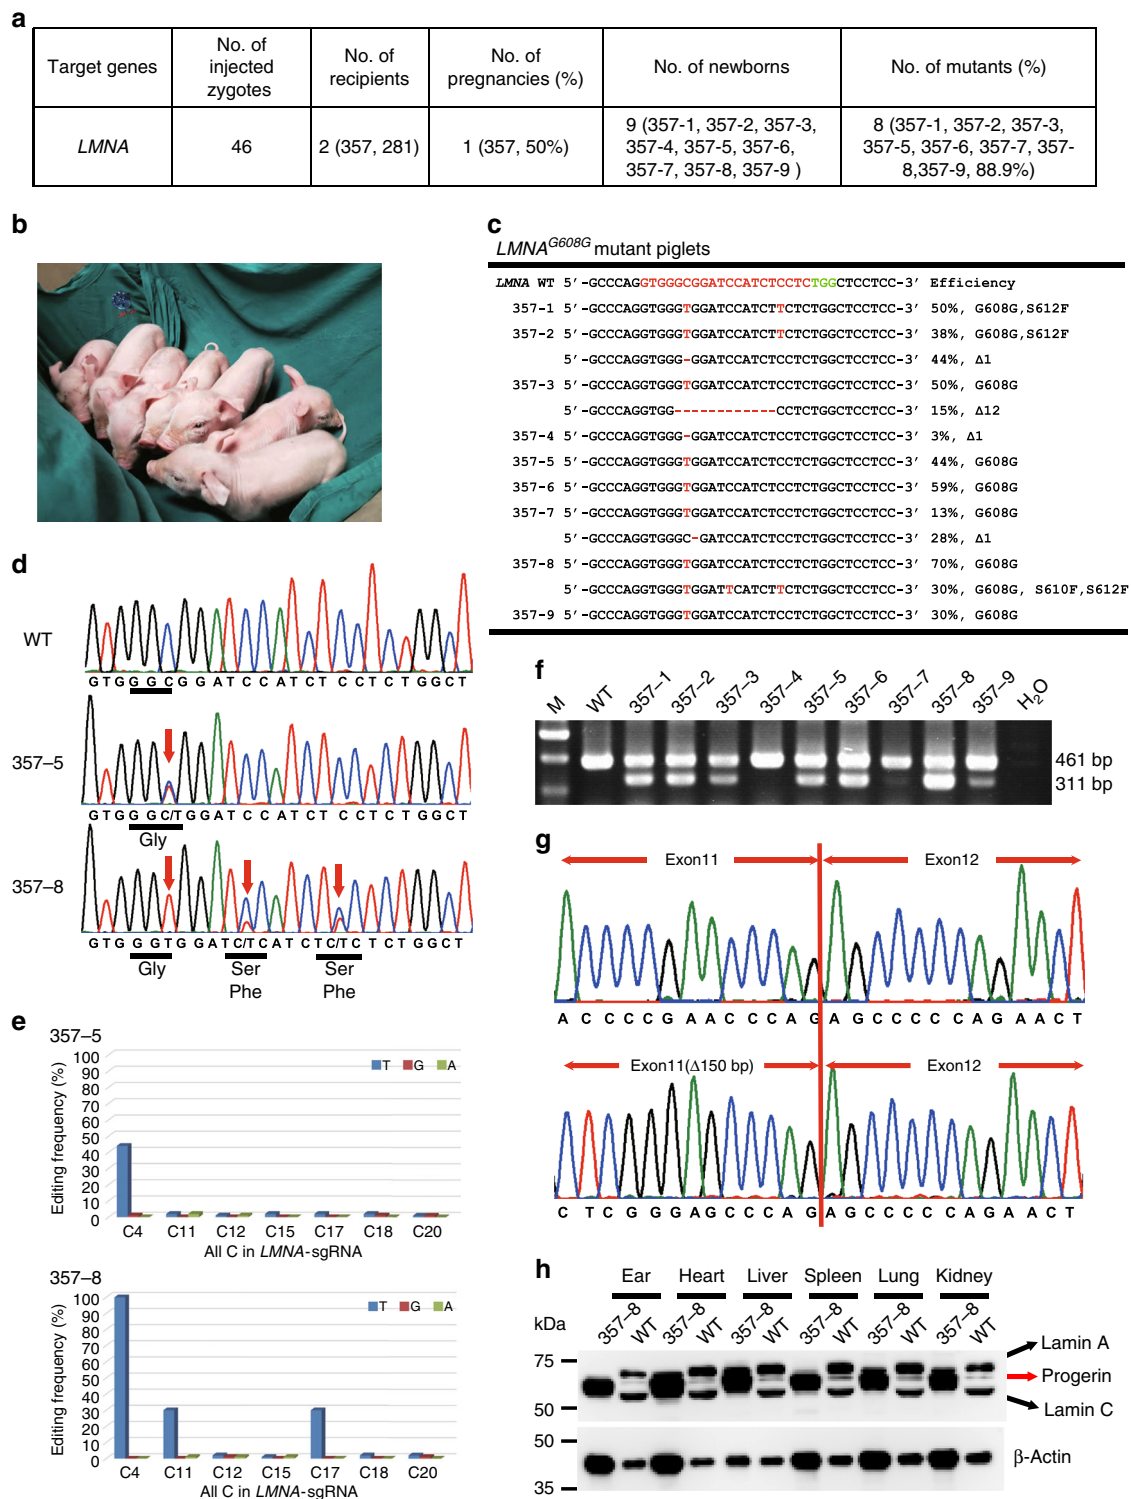 a
Target genes
No. of injected zygotes
No. of recipients
No. of pregnancies (%)
No. of newborns
No. of mutants (%)
LMNA
46
2 (357, 281)
1 (357, 50%)
9 (357-1, 357-2, 357-3,
357-4, 357-5, 357-6,
357-7, 357-8, 357-9 )
8 (357-1, 357-2, 357-3,
357-5, 357-6, 357-7, 357-
8,357-9, 88.9%)
b
c
LMNA^G608G mutant piglets
LMNA WT 5’-GCCCAGGTGGGCGGATCCATCTCCTCTGGCTCCTCC-3’ Efficiency
357-1 5’-GCCCAGGTGGGTGGATCCATCTTCTCTGGCTCCTCC-3’ 50%, G608G,S612F
357-2 5’-GCCCAGGTGGGTGGATCCATCTTCTCTGGCTCCTCC-3’ 38%, G608G,S612F
5’-GCCCAGGTGGG-GGATCCATCTCCTCTGGCTCCTCC-3’ 44%, Δ1
357-3 5’-GCCCAGGTGGGTGGATCCATCTCCTCTGGCTCCTCC-3’ 50%, G608G
5’-GCCCAGGTGG------------CCTCTGGCTCCTCC-3’ 15%, Δ12
357-4 5’-GCCCAGGTGGG-GGATCCATCTCCTCTGGCTCCTCC-3’ 3%, Δ1
357-5 5’-GCCCAGGTGGGTGGATCCATCTCCTCTGGCTCCTCC-3’ 44%, G608G
357-6 5’-GCCCAGGTGGGTGGATCCATCTCCTCTGGCTCCTCC-3’ 59%, G608G
357-7 5’-GCCCAGGTGGGTGGATCCATCTCCTCTGGCTCCTCC-3’ 13%, G608G
5’-GCCCAGGTGGGC-GATCCATCTCCTCTGGCTCCTCC-3’ 28%, Δ1
357-8 5’-GCCCAGGTGGGTGGATCCATCTCCTCTGGCTCCTCC-3’ 70%, G608G
5’-GCCCAGGTGGGTGGATTCATCTTCTCTGGCTCCTCC-3’ 30%, G608G, S610F,S612F
357-9 5’-GCCCAGGTGGGTGGATCCATCTCCTCTGGCTCCTCC-3’ 30%, G608G
d
WT
G T G G G C G G A T C C A T C T C C T C T G G C T
357–5
G T G G G C/T G G A T C C A T C T C C T C T G G C T
Gly
357–8
G T G G G T G G A T C/T C A T C T C/T C T C T G G C T
Gly Ser Ser
Phe Phe
e
357–5
T G A
Editing frequency (%)
100
90
80
70
60
50
40
30
20
10
0
C4 C11 C12 C15 C17 C18 C20
All C in LMNA-sgRNA
357–8
T G A
Editing frequency (%)
100
90
80
70
60
50
40
30
20
10
0
C4 C11 C12 C15 C17 C18 C20
All C in LMNA-sgRNA
f
M WT 357–1 357–2 357–3 357–4 357–5 357–6 357–7 357–8 357–9 H2O
461 bp
311 bp
g
Exon11 Exon12
A C C C C G A A C C C A G A G C C C C C A G A A C T
Exon11(Δ150 bp) Exon12
C T C G G G A G C C C A G A G C C C C C A G A A C T
h
Ear Heart Liver Spleen Lung Kidney
kDa 357–8 WT 357–8 WT 357–8 WT 357–8 WT 357–8 WT 357–8 WT
75
50
Lamin A
Progerin
Lamin C
50
35
β-Actin